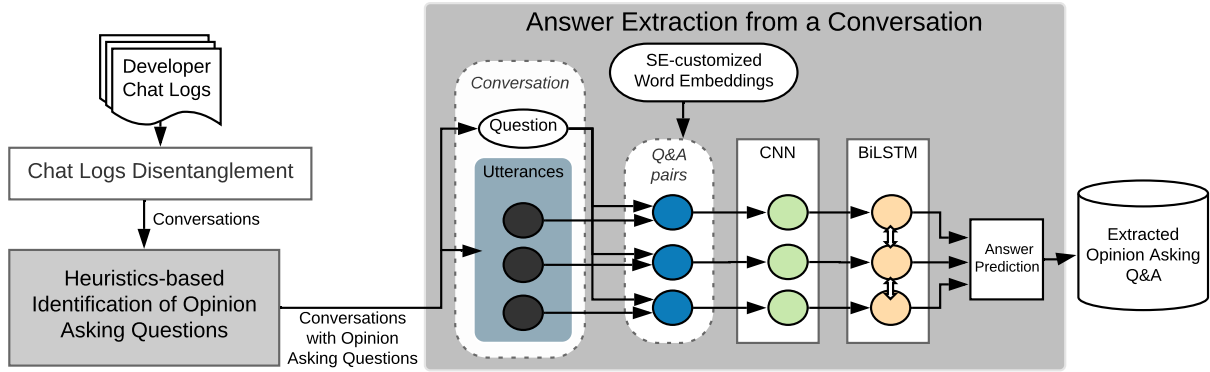 Answer Extraction from a Conversation
Developer
Chat Logs
Chat Logs Disentanglement
Conversations
Heuristics-based
Identification of Opinion
Asking Questions
Conversations
with Opinion
Asking Questions
Conversation
Question
Utterances
SE-customized
Word Embeddings
Q&A
pairs
CNN
BiLSTM
Answer
Prediction
Extracted
Opinion Asking
Q&A